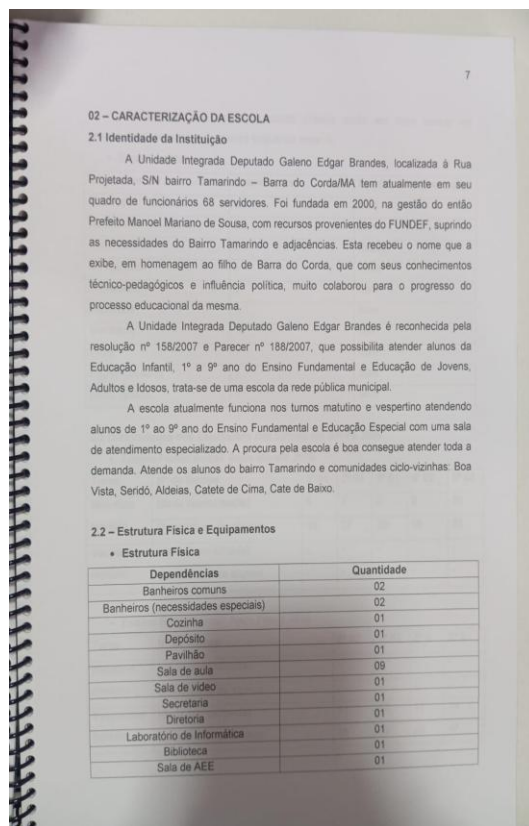 7
02 – CARACTERIZAÇÃO DA ESCOLA
2.1 Identidade da Instituição
A Unidade Integrada Deputado Galeno Edgar Brandes, localizada à Rua
Projetada, S/N bairro Tamarindo – Barra do Corda/MA tem atualmente em seu
quadro de funcionários 68 servidores. Foi fundada em 2000, na gestão do então
Prefeito Manoel Mariano de Sousa, com recursos provenientes do FUNDEF, suprindo
as necessidades do Bairro Tamarindo e adjacências. Esta recebeu o nome que a
exibe, em homenagem ao filho de Barra do Corda, que com seus conhecimentos
técnico-pedagógicos e influência política, muito colaborou para o progresso do
processo educacional da mesma.
A Unidade Integrada Deputado Galeno Edgar Brandes é reconhecida pela
resolução nº 158/2007 e Parecer nº 188/2007, que possibilita atender alunos da
Educação Infantil, 1º a 9º ano do Ensino Fundamental e Educação de Jovens,
Adultos e Idosos, trata-se de uma escola da rede pública municipal.
A escola atualmente funciona nos turnos matutino e vespertino atendendo
alunos de 1º ao 9º ano do Ensino Fundamental e Educação Especial com uma sala
de atendimento especializado. A procura pela escola é boa consegue atender toda a
demanda. Atende os alunos do bairro Tamarindo e comunidades ciclo-vizinhas: Boa
Vista, Seridó, Aldeias, Catete de Cima, Cate de Baixo.
2.2 – Estrutura Física e Equipamentos
• Estrutura Física
Dependências Quantidade
Banheiros comuns 02
Banheiros (necessidades especiais) 02
Cozinha 01
Depósito 01
Pavilhão 01
Sala de aula 09
Sala de vídeo 01
Secretaria 01
Diretoria 01
Laboratório de Informática 01
Biblioteca 01
Sala de AEE 01